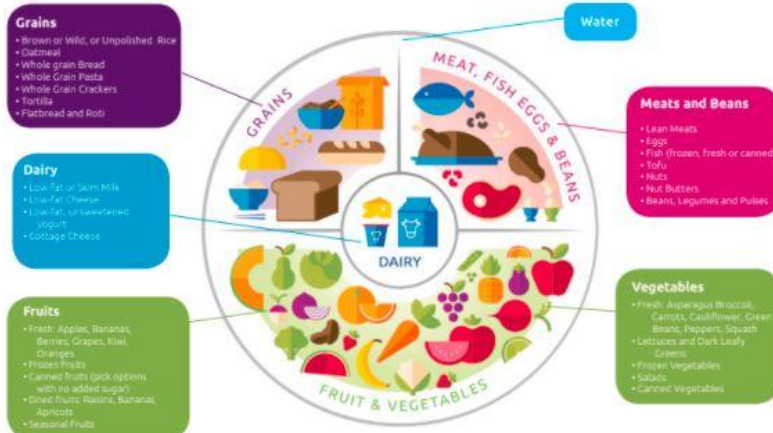 Grains
• Brown or Wild, or Unpolished Rice
• Oatmeal
• Whole grain Bread
• Whole Grain Pasta
• Whole Grain Crackers
• Tortilla
• Flatbread and Roti
Water
GRAINS
MEAT, FISH EGGS & BEANS
Meats and Beans
• Lean Meats
• Eggs
• Fish (frozen, fresh or canned
• Tofu
• Nuts
• Nut Butters
• Beans, Legumes and Pulses
Dairy
• Low-fat or Skim Milk
• Low-fat Cheese
• Low-fat, unsweetened
yogurt
• Cottage Cheese
DAIRY
Fruits
• Fresh: Apples, Bananas,
Berries, Grapes, Kiwi,
Oranges
• Frozen Fruits
• Canned fruits (pick options
with no added sugar)
• Dried fruits: Raisins, Bananas,
Apricots
• Seasonal Fruits
Vegetables
• Fresh: Asparagus Broccoli,
Carrots, Cauliflower, Green
Beans, Peppers, Squash
• Lettuces and Dark Leafy
Greens
• Frozen Vegetables
• Salads
• Canned Vegetables
FRUIT & VEGETABLES